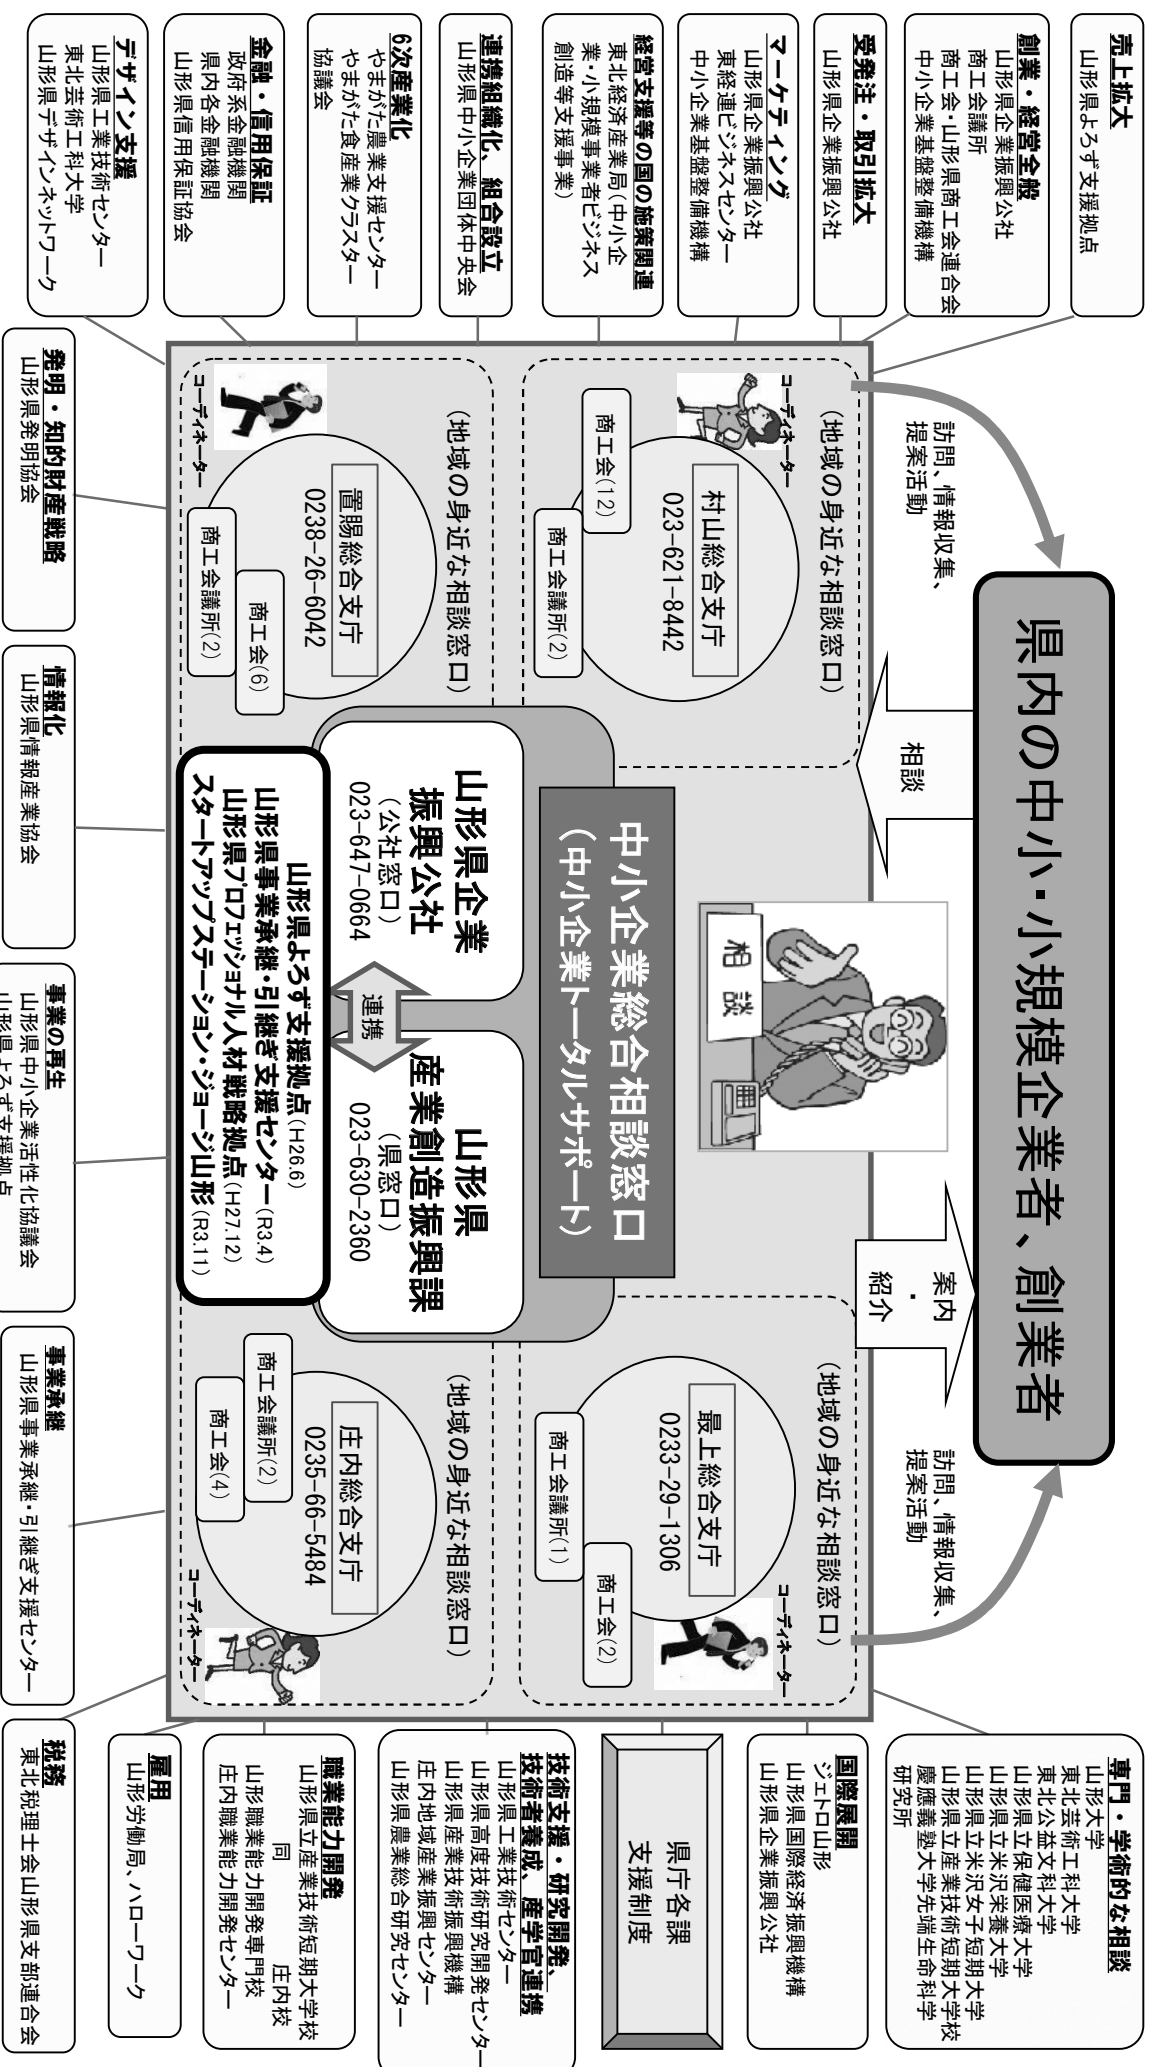 県内の中小・小規模企業者、創業者
訪問、情報収集、
提案活動
相談
案内
・
紹介
訪問、情報収集、
提案活動
相談
中小企業総合相談窓口
（中小企業トータルサポート）
山形県企業
振興公社
（公社窓口）
023-647-0664
連携
山形県
産業創造振興課
（県窓口）
023-630-2360
山形県よろず支援拠点（H26.6）
山形県事業承継・引継ぎ支援センター（R3.4）
山形県プロフェッショナル人材戦略拠点（H27.12）
スタートアップステーション・ジョージ山形（R3.11）
（地域の身近な相談窓口）
コーディネーター
村山総合支庁
023-621-8442
商工会(12)
商工会議所(2)
（地域の身近な相談窓口）
コーディネーター
置賜総合支庁
0238-26-6042
商工会(6)
商工会議所(2)
（地域の身近な相談窓口）
コーディネーター
最上総合支庁
0233-29-1306
商工会(2)
商工会議所(1)
（地域の身近な相談窓口）
コーディネーター
庄内総合支庁
0235-66-5484
商工会議所(2)
商工会(4)
売上拡大
山形県よろず支援拠点
創業・経営全般
山形県企業振興公社
商工会議所
商工会・山形県商工会連合会
中小企業基盤整備機構
受発注・取引拡大
山形県企業振興公社
マーケティング
山形県企業振興公社
東経連ビジネスセンター
中小企業基盤整備機構
経営支援等の国の施策関連
東北経済産業局（中小企
業・小規模事業者ビジネス
創造等支援事業）
連携組織化、組合設立
山形県中小企業団体中央会
6次産業化
やまがた農業支援センター
やまがた食産業クラスター
協議会
金融・信用保証
政府系金融機関
県内各金融機関
山形県信用保証協会
デザイン支援
山形県工業技術センター
東北芸術工科大学
山形県デザインネットワーク
発明・知的財産戦略
山形県発明協会
情報化
山形県情報産業協会
事業の再生
山形県中小企業活性化協議会
山形県よろず支援拠点
事業承継
山形県事業承継・引継ぎ支援センター
税務
東北税理士会山形県支部連合会
専門・学術的な相談
山形大学
東北芸術工科大学
東北公益文科大学
山形県立保健医療大学
山形県立米沢栄養大学
山形県立米沢女子短期大学
山形県立産業技術短期大学校
慶應義塾大学先端生命科学
研究所
国際展開
ジェトロ山形
山形県国際経済振興機構
山形県企業振興公社
県庁各課
支援制度
技術支援・研究開発、
技術者養成、産学官連携
山形県工業技術センター
山形県高度技術研究開発センター
山形県産業技術振興機構
庄内地域産業振興センター
山形県農業総合研究センター
職業能力開発
山形県立産業技術短期大学校
同　　　庄内校
山形職業能力開発専門校
庄内職業能力開発センター
雇用
山形労働局、ハローワーク